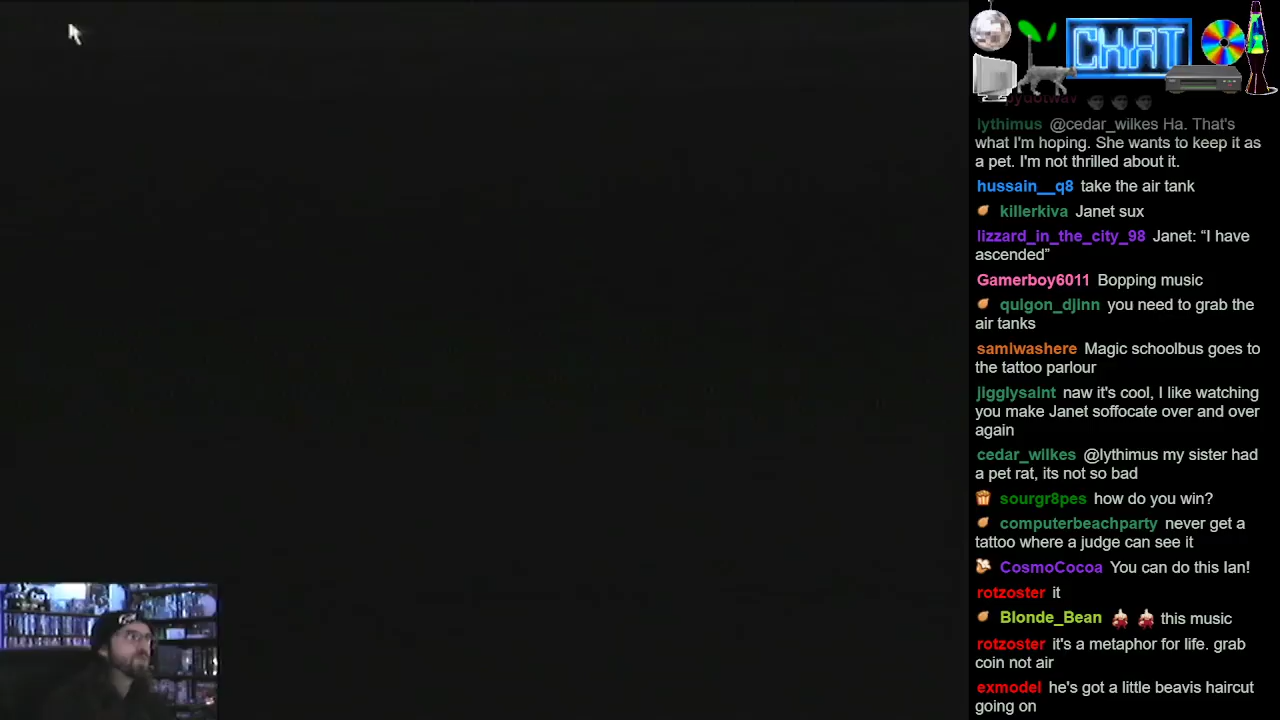 CHAT
lythimus @cedar_wilkes Ha. That's
what I'm hoping. She wants to keep it as
a pet. I'm not thrilled about it.
hussain__q8 take the air tank
killerkiva Janet sux
lizzard_in_the_city_98 Janet: “I have
ascended”
Gamerboy6011 Bopping music
quigon_djinn you need to grab the
air tanks
samiwashere Magic schoolbus goes to
the tattoo parlour
jigglysaint naw it's cool, I like watching
you make Janet soffocate over and over
again
cedar_wilkes @lythimus my sister had
a pet rat, its not so bad
sourgr8pes how do you win?
computerbeachparty never get a
tattoo where a judge can see it
CosmoCocoa You can do this Ian!
rotzoster it
Blonde_Bean this music
rotzoster it's a metaphor for life. grab
coin not air
exmodel he's got a little beavis haircut
going on